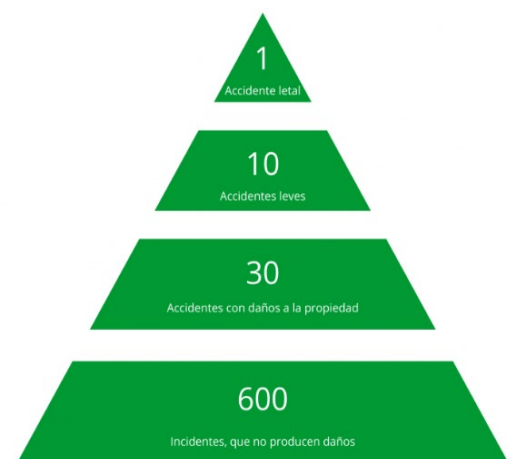 1
Accidente letal
10
Accidentes leves
30
Accidentes con daños a la propiedad
600
Incidentes, que no producen daños